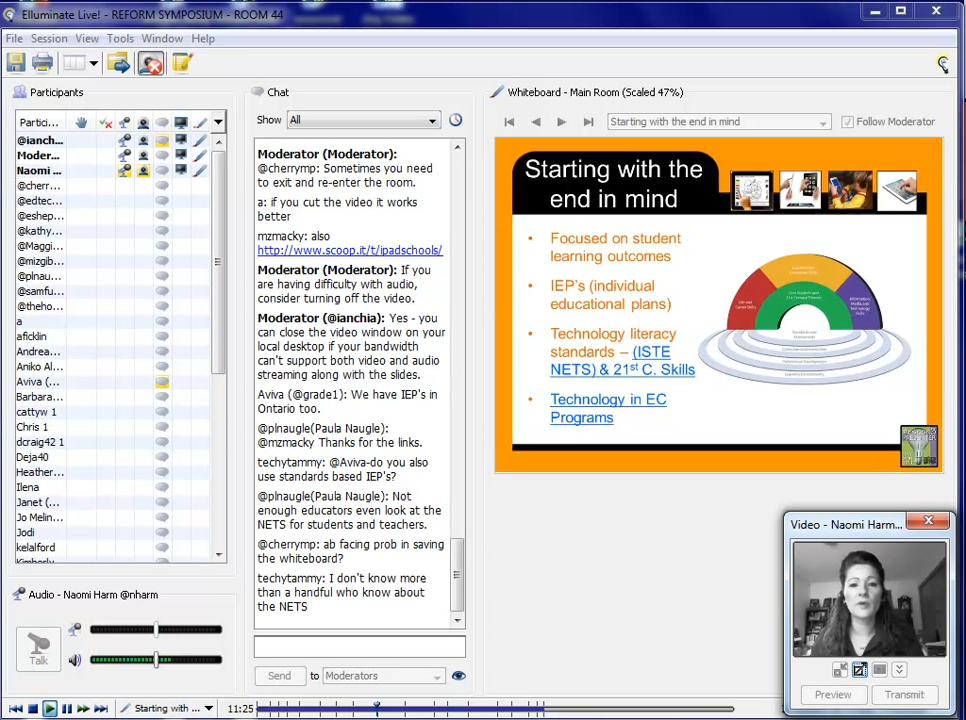 Elluminate Live! - REFORM SYMPOSIUM - ROOM 44
File Session View Tools Window Help
Participants
Partici...
@ianch...
Moder...
Naomi ...
@cherr...
@edtec...
@eshep...
@kathy...
@Maggi...
@mizgib...
@plnau...
@samfu...
@theho...
a
aficklin
Andrea...
Aniko Al...
Aviva (...
Barbara...
cattyw 1
Chris 1
dcraig42 1
Deja40
Heather...
Ilena
Janet (...
Jo Melin...
Jodi
kelalford
Kimberly
Audio - Naomi Harm @nharm
Talk
Chat
Show All
Moderator (Moderator):
@cherrymp: Sometimes you need
to exit and re-enter the room.
a: if you cut the video it works
better
mzmacky: also
http://www.scoop.it/t/ipadschools/
Moderator (Moderator): If you
are having difficulty with audio,
consider turning off the video.
Moderator (@ianchia): Yes - you
can close the video window on your
local desktop if your bandwidth
can't support both video and audio
streaming along with the slides.
Aviva (@grade1): We have IEP's in
Ontario too.
@plnaugle(Paula Naugle):
@mzmacky Thanks for the links.
techytammy: @Aviva-do you also
use standards based IEP's?
@plnaugle(Paula Naugle): Not
enough educators even look at the
NETS for students and teachers.
@cherrymp: ab facing prob in saving
the whiteboard?
techytammy: I don't know more
than a handful who know about
the NETS
Send to Moderators
Whiteboard - Main Room (Scaled 47%)
Starting with the end in mind
Follow Moderator
Starting with the
end in mind
• Focused on student
learning outcomes
• IEP's (individual
educational plans)
• Technology literacy
standards – (ISTE
NETS) & 21st C. Skills
• Technology in EC
Programs
Video - Naomi Harm...
Preview Transmit
Starting with ... 11:25